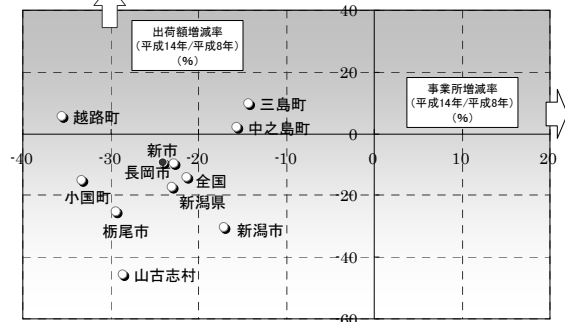 40
出荷額増減率
(平成14年/平成8年)
(%)
20
事業所増減率
(平成14年/平成8年)
(%)
三島町
越路町
中之島町
-40
-30
-20
-10
0
0
10
20
新市
長岡市
全国
小国町
新潟県
-20
栃尾市
新潟市
-40
山古志村
-60